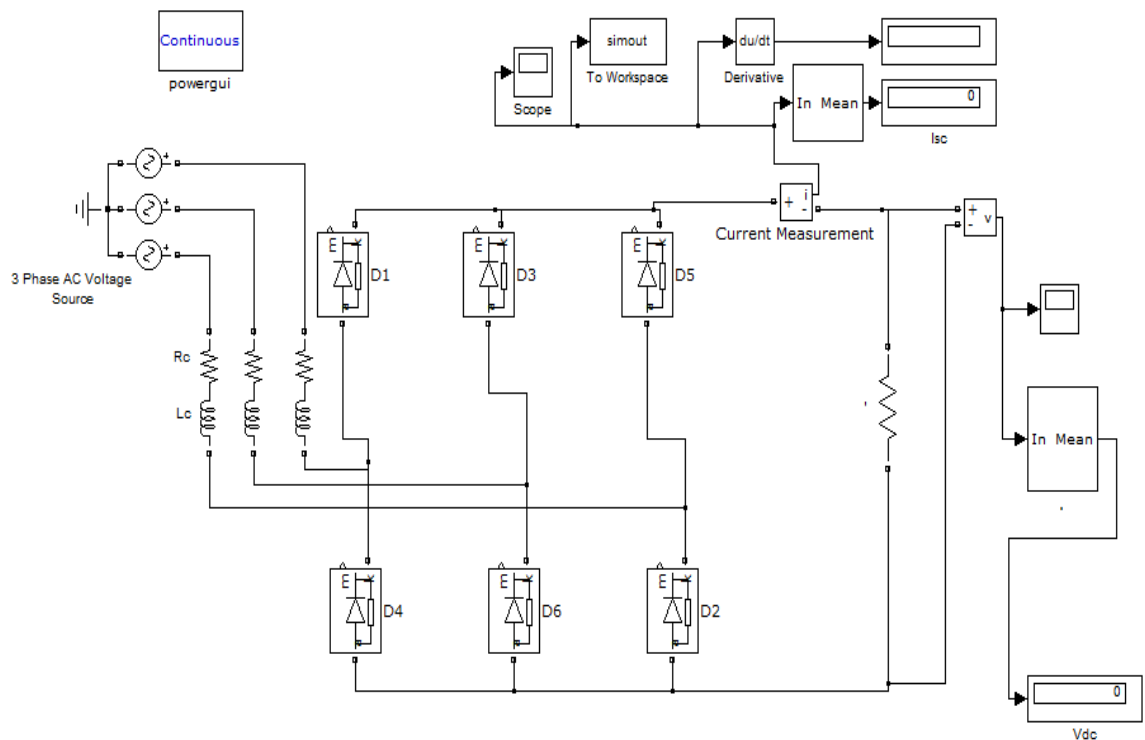 Continuous
powergui
simout
To Workspace
du/dt
Derivative
Scope
In Mean
0
Isc
+
+
+
3 Phase AC Voltage
Source
Rc
Lc
E
D1
E
D3
E
D5
+ i
-
Current Measurement
+
- v
In Mean
E
D4
E
D6
E
D2
0
Vdc